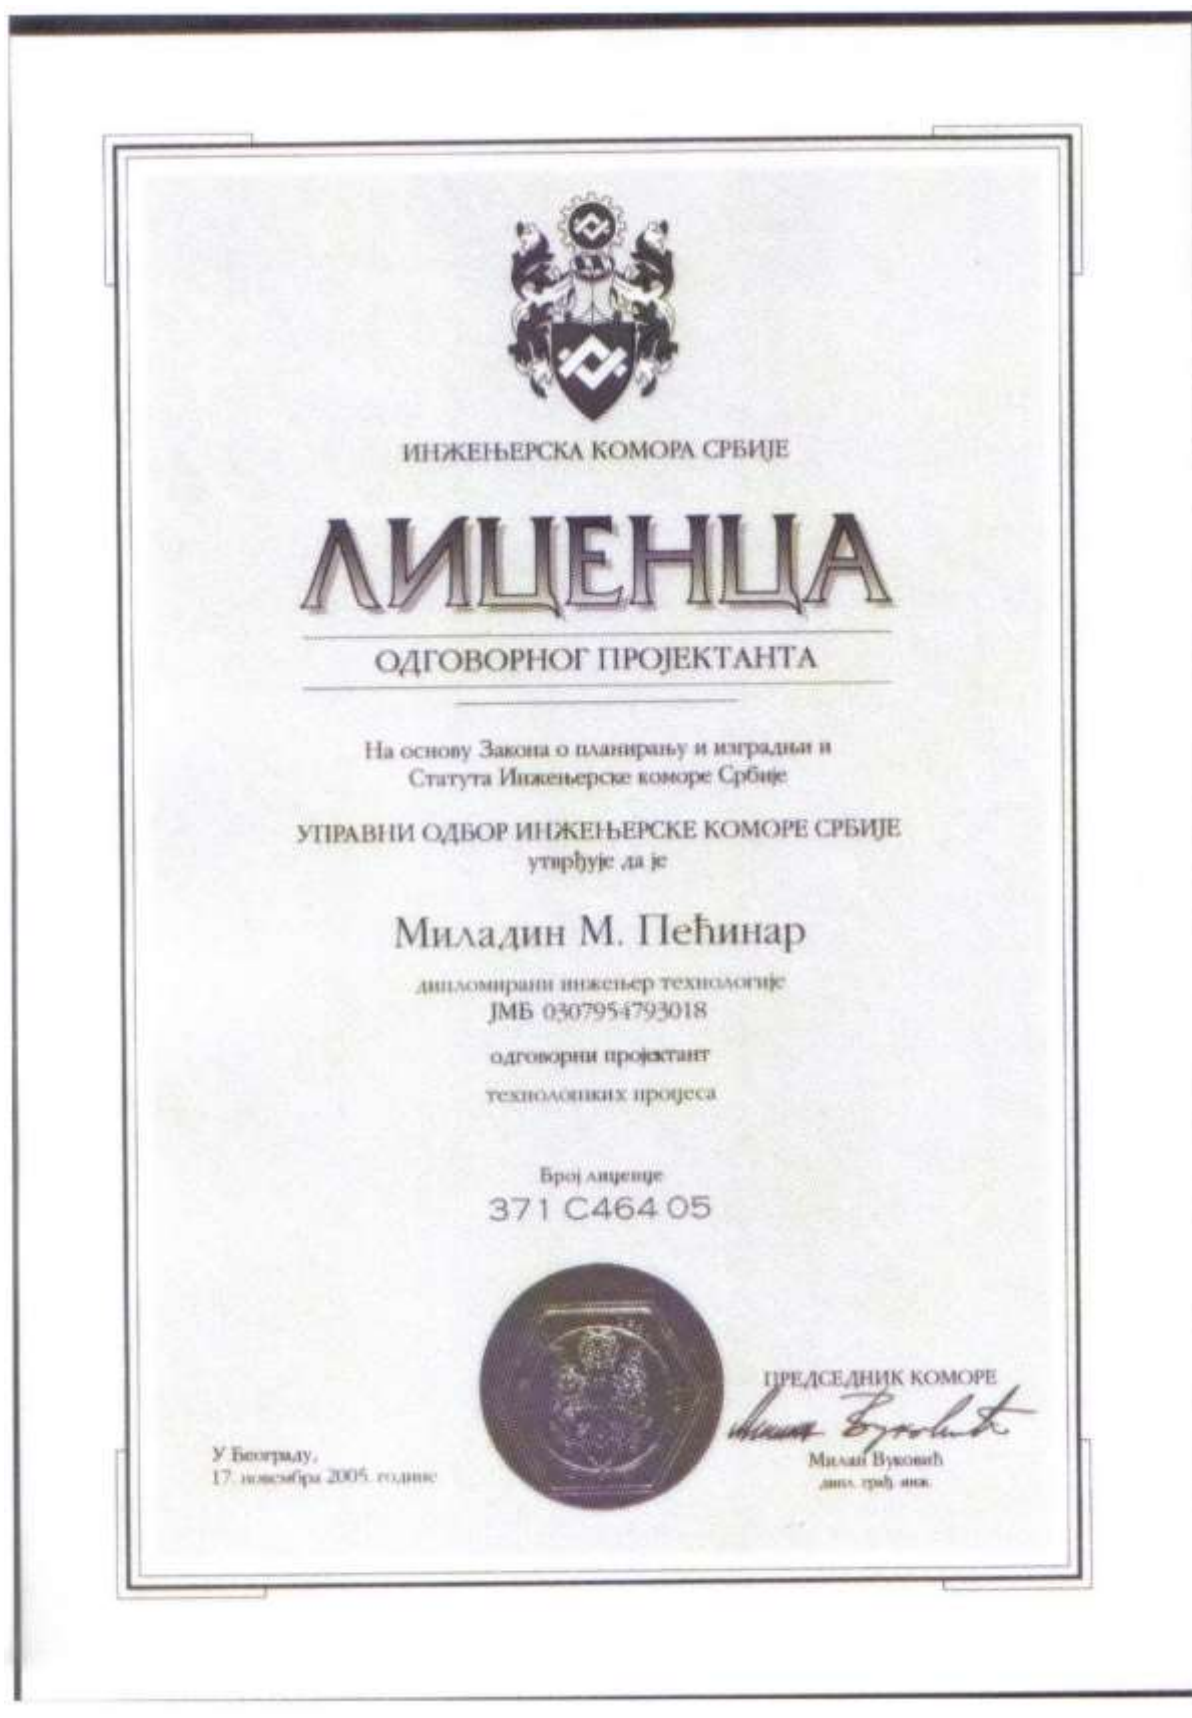 ИНЖЕЊЕРСКА КОМОРА СРБИЈЕ
ЛИЦЕНЦА
ОДГОВОРНОГ ПРОЈЕКТАНТА
На основу Закона о планирању и изградњи и
Статута Инжењерске коморе Србије
УПРАВНИ ОДБОР ИНЖЕЊЕРСКЕ КОМОРЕ СРБИЈЕ
утврђује да је
Миладин М. Пећинар
дипломирани инжењер технологије
ЈМБ 0307954793018
одговорни пројектант
технолошких процеса
Број лиценце
371 C464 05
ПРЕДСЕДНИК КОМОРЕ
Милан Вуковић
дипл. грађ. инж.
У Београду,
17. новембра 2005. године